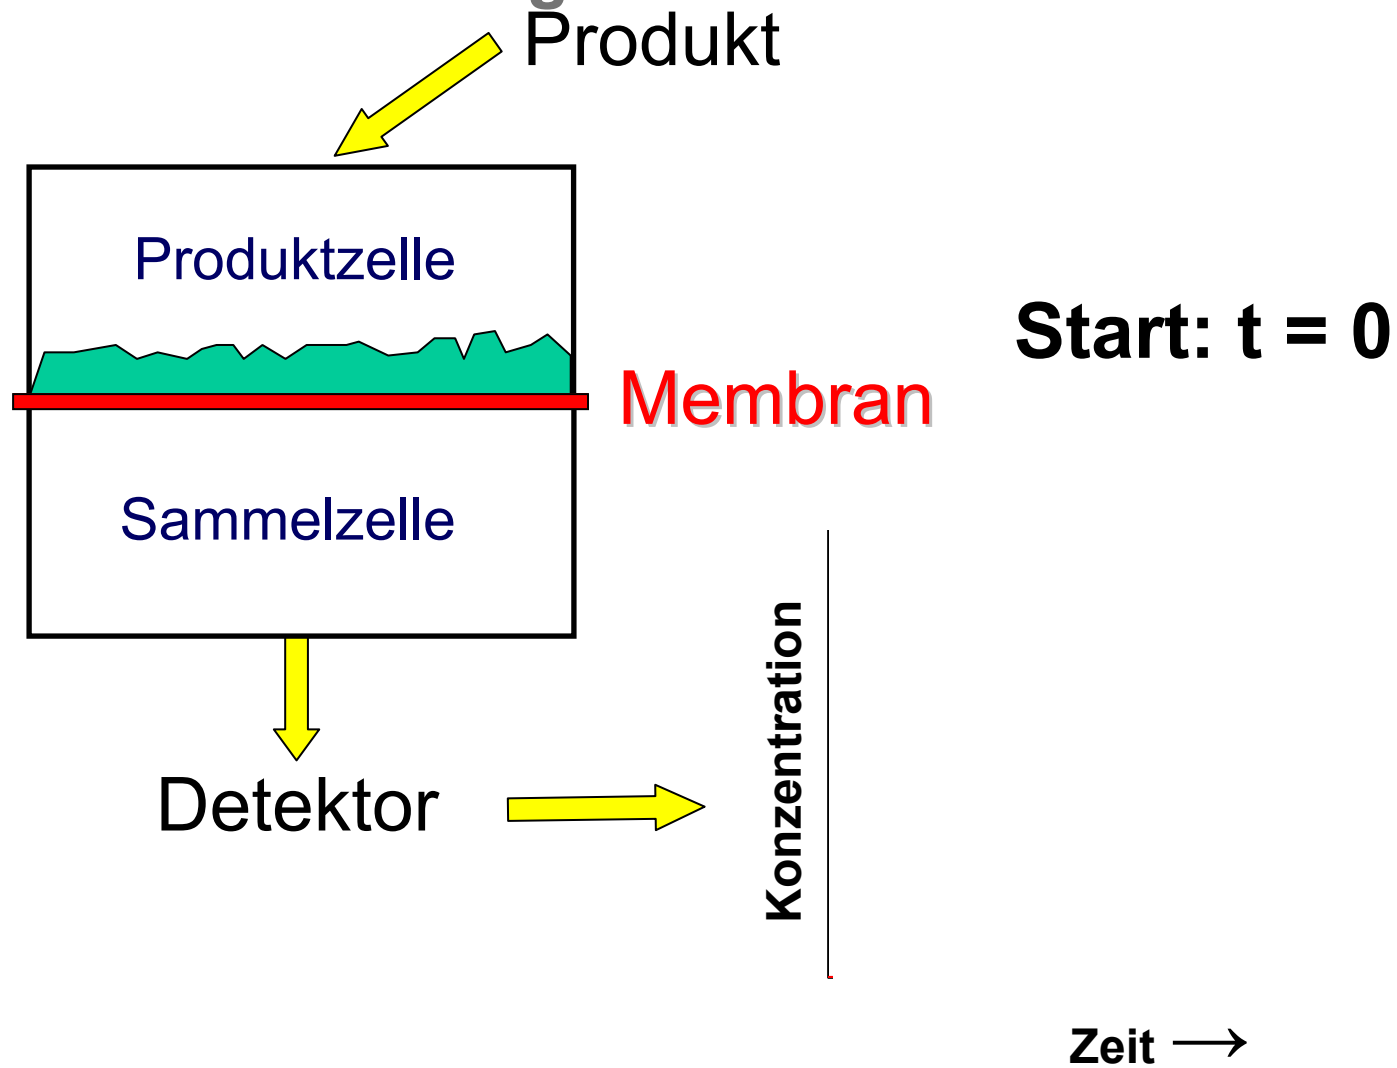 Produkt
Produktzelle
Start: t = 0
Membran
Sammelzelle
Konzentration
Detektor
Zeit →